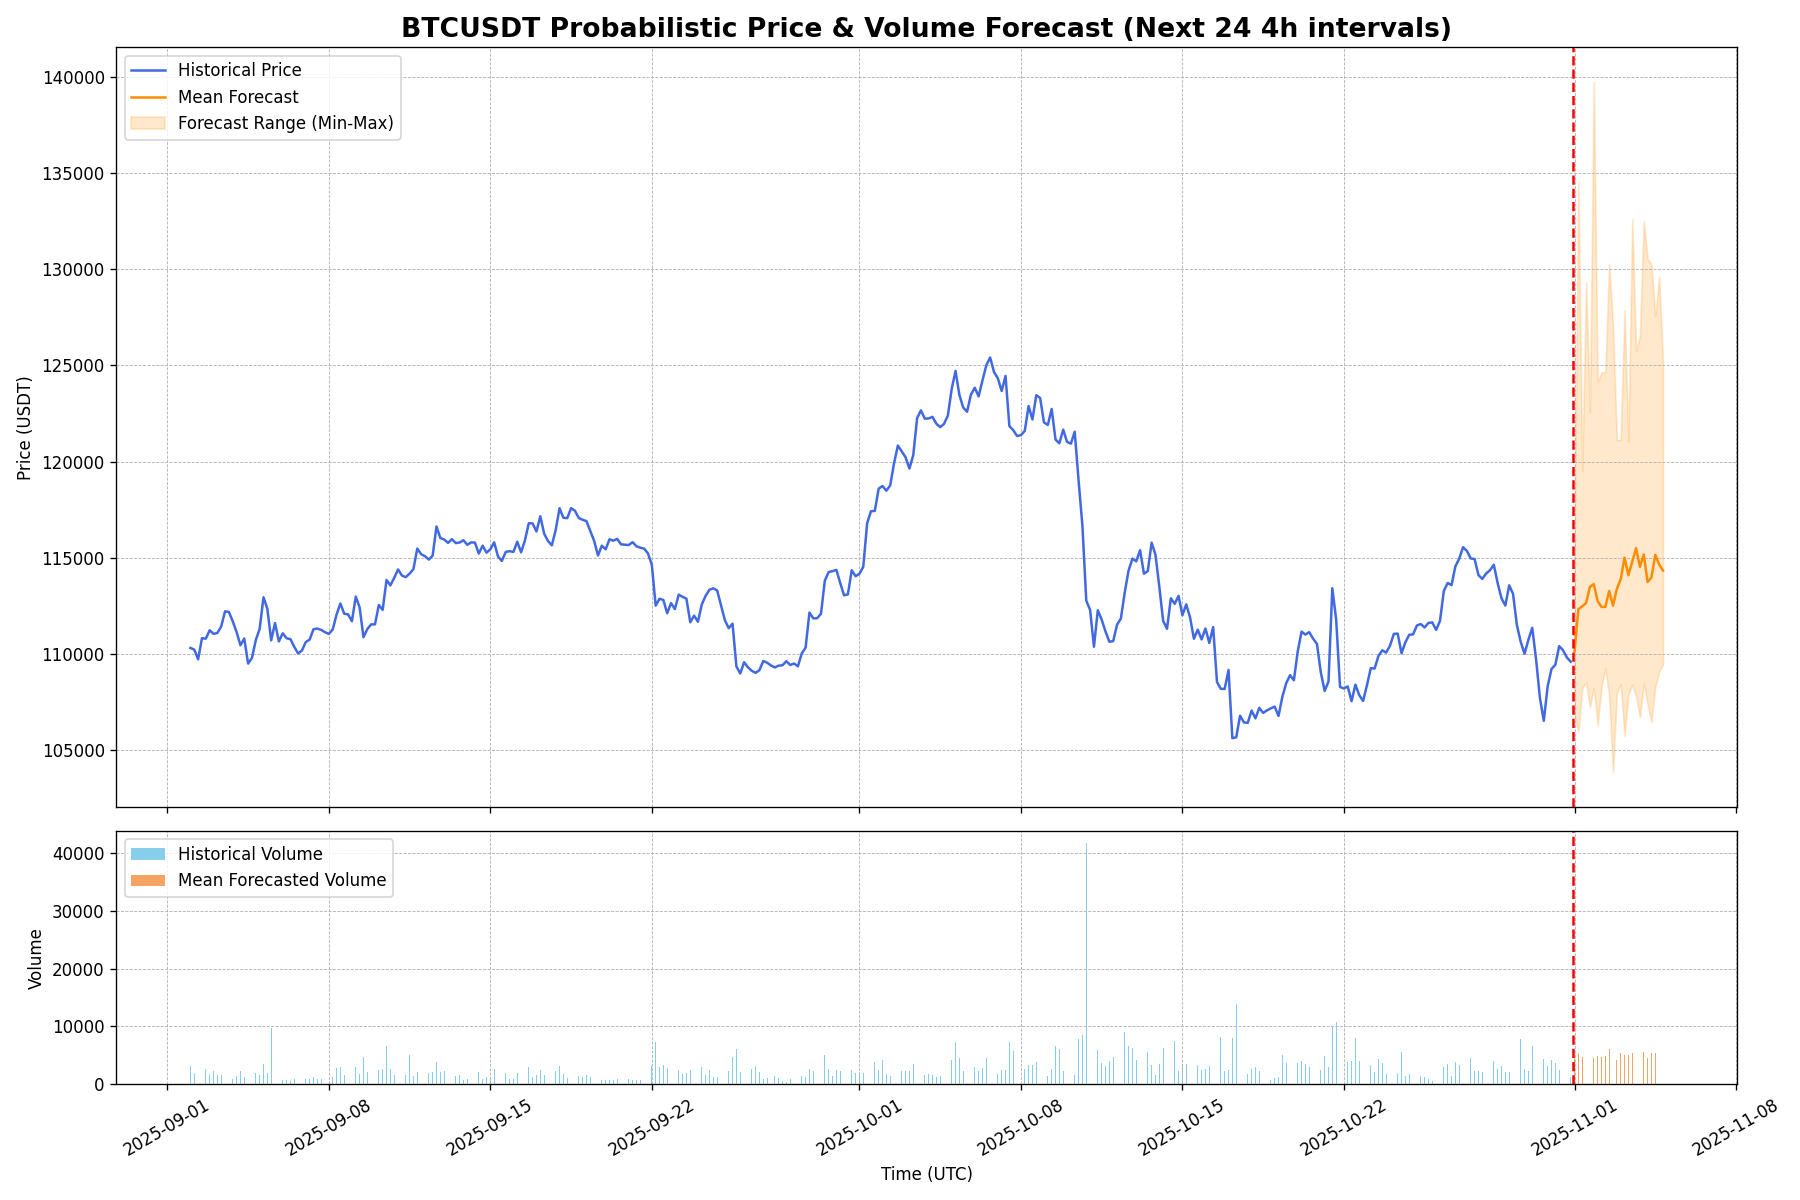 BTCUSDT Probabilistic Price & Volume Forecast (Next 24 4h intervals)
Historical Price
Mean Forecast
Forecast Range (Min-Max)
140000
135000
130000
125000
120000
115000
110000
105000
Price (USDT)
Historical Volume
Mean Forecasted Volume
40000
30000
20000
10000
0
Volume
2025-09-01
2025-09-08
2025-09-15
2025-09-22
2025-10-01
2025-10-08
2025-10-15
2025-10-22
2025-11-01
2025-11-08
Time (UTC)